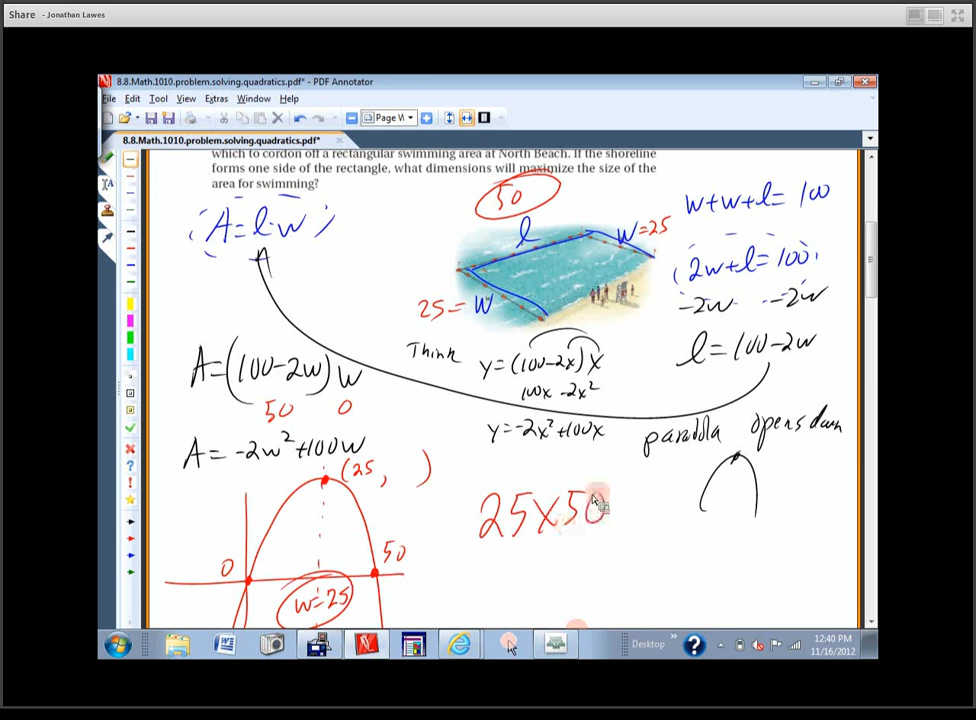 Share - Jonathan Lawes
8.8.Math.1010.problem.solving.quadratics.pdf* - PDF Annotator
File Edit Tool View Extras Window Help
Page W
8.8.Math.1010.problem.solving.quadratics.pdf*
which to cordon off a rectangular swimming area at North Beach. If the shoreline
forms one side of the rectangle, what dimensions will maximize the size of the
area for swimming?
50
A=l·w
l
w=25
25=w
w+w+l=100
2w+l=100
-2w -2w
l=100-2w
Think y=(100-2x)x
100x-2x²
y=-2x²+100x
A=(100-2w)w
50 0
A=-2w²+100w
parabola opens down
(25, )
25x50
0
50
w=25
Desktop
12:40 PM
11/16/2012